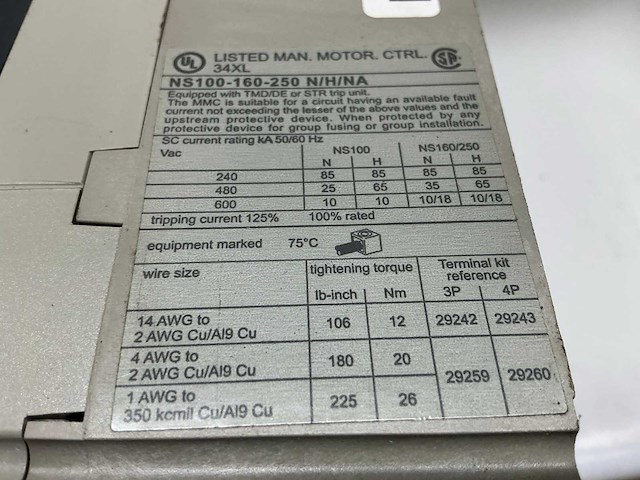 UL LISTED MAN. MOTOR. CTRL. SA
34XL
NS100-160-250 N/H/NA
Equipped with TMD/DE or STR trip unit.
The MMC is suitable for a circuit having an available fault
current not exceeding the lesser of the above values and the
upstream protective device. When protected by any
protective device for group fusing or group installation.
SC current rating kA 50/60 Hz
Vac NS100 NS160/250
N H N H
240 85 85 85 85
480 25 65 35 65
600 10 10 10/18 10/18
tripping current 125% 100% rated
equipment marked 75°C
wire size tightening torque Terminal kit
reference
lb-inch Nm 3P 4P
14 AWG to
2 AWG Cu/Al9 Cu 106 12 29242 29243
4 AWG to
2 AWG Cu/Al9 Cu 180 20
29259 29260
1 AWG to
350 kcmil Cu/Al9 Cu 225 26